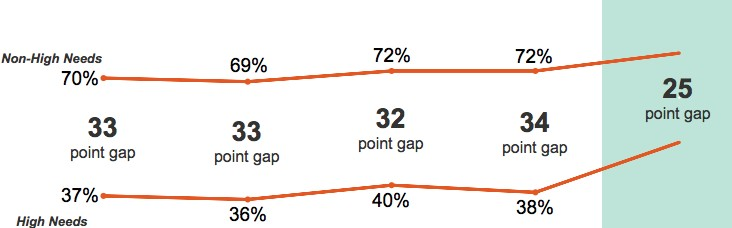 Non-High Needs
70%
69%
72%
72%
33
point gap
33
point gap
32
point gap
34
point gap
25
point gap
37%
36%
40%
38%
High Needs